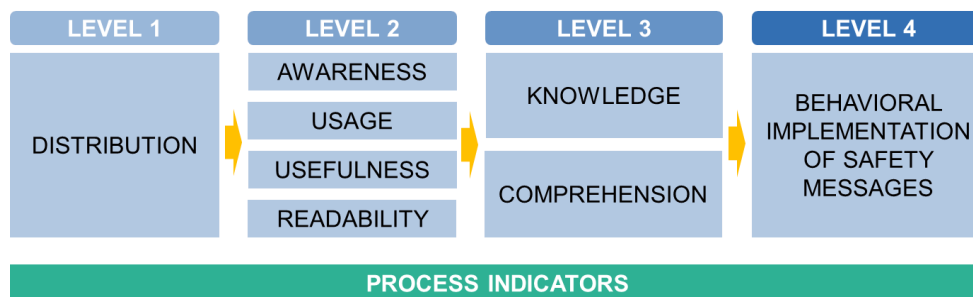 LEVEL 1
DISTRIBUTION
LEVEL 2
AWARENESS
USAGE
USEFULNESS
READABILITY
LEVEL 3
KNOWLEDGE
COMPREHENSION
LEVEL 4
BEHAVIORAL
IMPLEMENTATION
OF SAFETY
MESSAGES
PROCESS INDICATORS